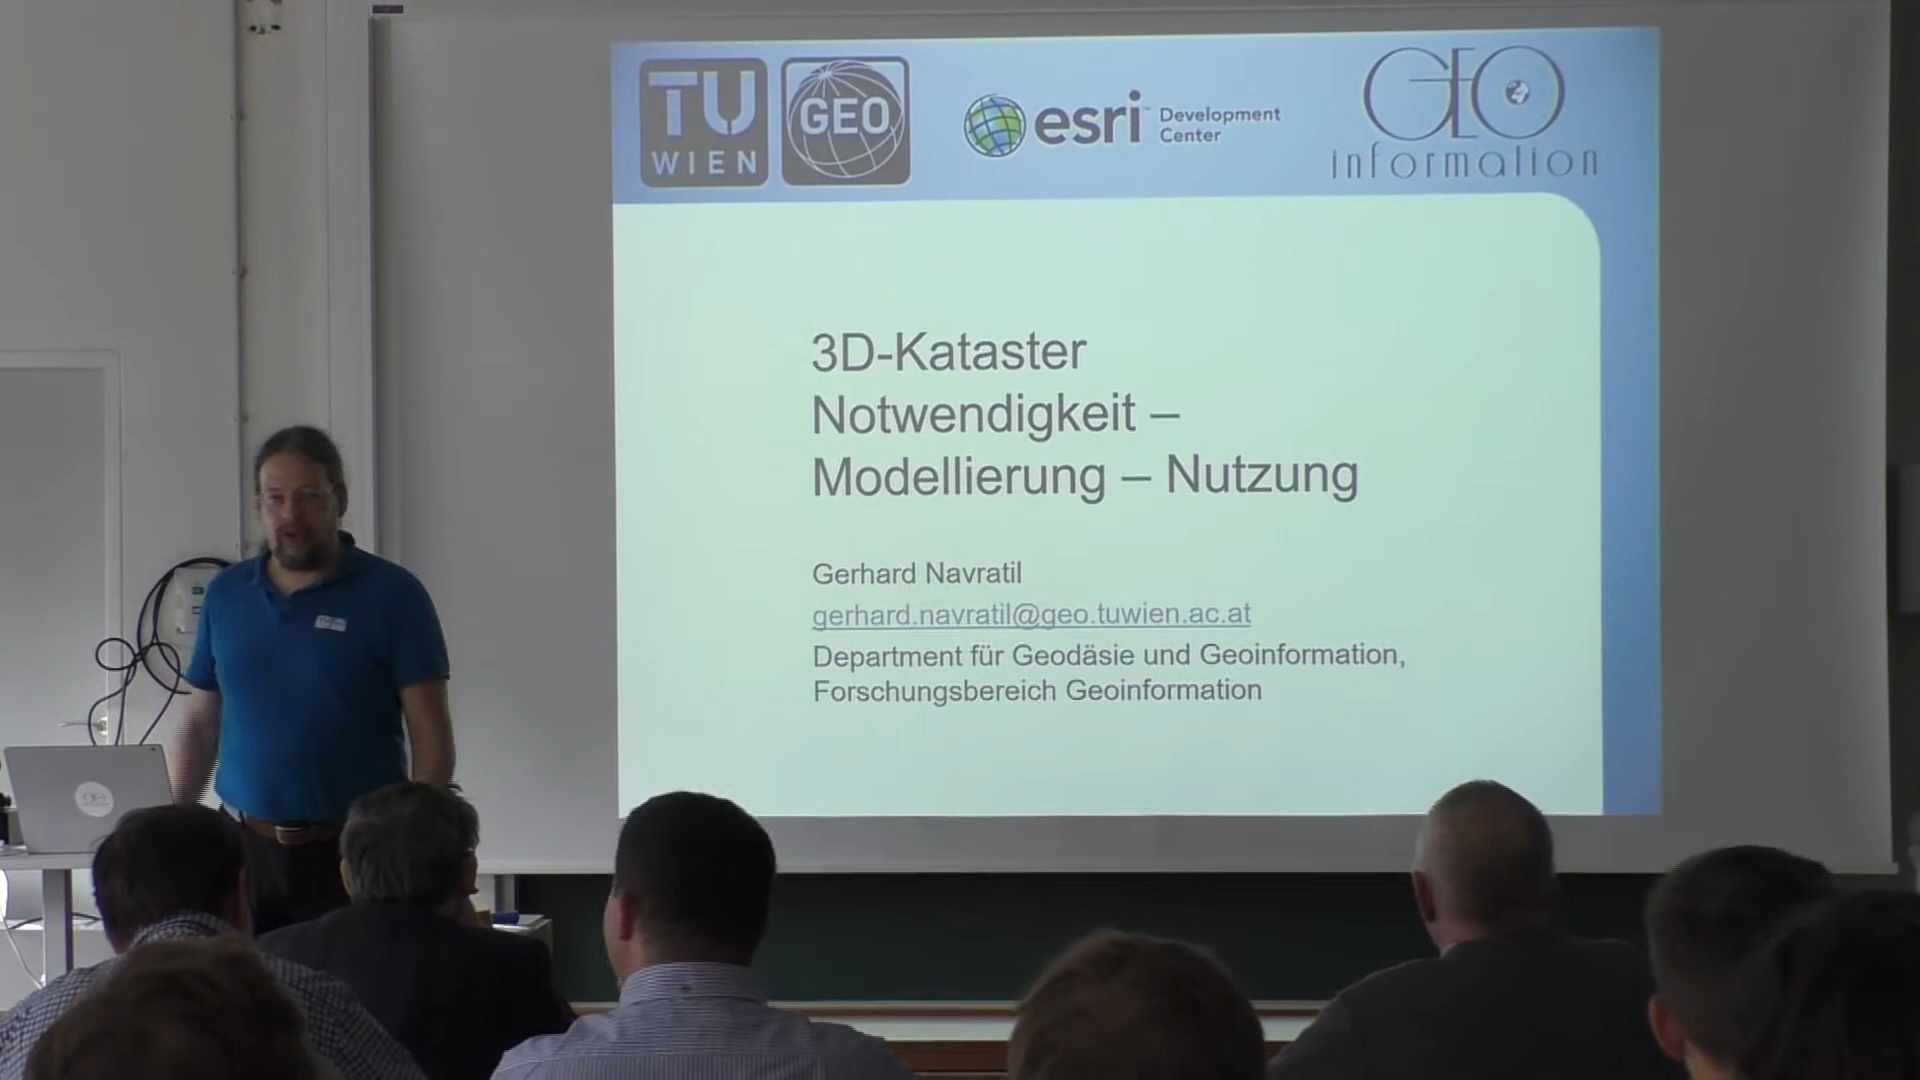 TU
WIEN
GEO
esri Development
Center
GEO
information
3D-Kataster
Notwendigkeit –
Modellierung – Nutzung
Gerhard Navratil
gerhard.navratil@geo.tuwien.ac.at
Department für Geodäsie und Geoinformation,
Forschungsbereich Geoinformation